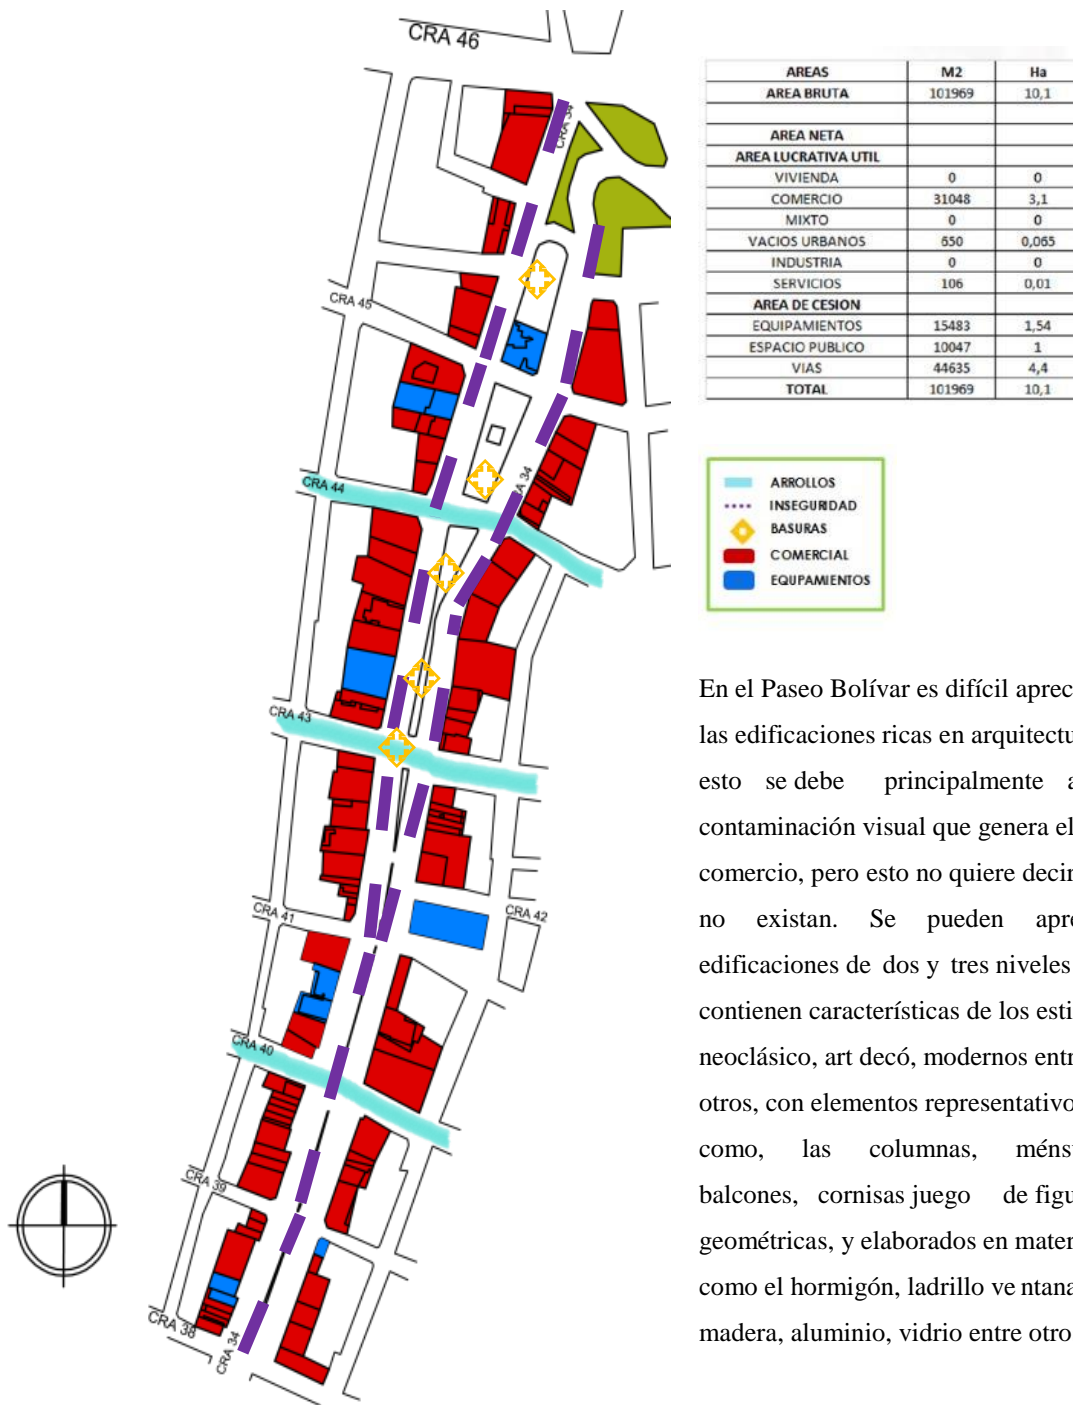 CRA 46
CRA 34
CRA 45
CRA 44
CRA 34
CRA 43
CRA 41
CRA 42
CRA 40
CRA 39
CRA 38
CRA 34
AREAS M2 Ha
AREA BRUTA 101969 10,1
AREA NETA
AREA LUCRATIVA UTIL
VIVIENDA 0 0
COMERCIO 31048 3,1
MIXTO 0 0
VACIOS URBANOS 650 0,065
INDUSTRIA 0 0
SERVICIOS 106 0,01
AREA DE CESION
EQUIPAMIENTOS 15483 1,54
ESPACIO PUBLICO 10047 1
VIAS 44635 4,4
TOTAL 101969 10,1
ARROLLOS
INSEGURIDAD
BASURAS
COMERCIAL
EQUPAMIENTOS
En el Paseo Bolívar es difícil aprec
las edificaciones ricas en arquitectu
esto se debe principalmente a
contaminación visual que genera el
comercio, pero esto no quiere decir
no existan. Se pueden apre
edificaciones de dos y tres niveles
contienen características de los esti
neoclásico, art decó, modernos entr
otros, con elementos representativo
como, las columnas, ménsu
balcones, cornisas juego de figu
geométricas, y elaborados en mater
como el hormigón, ladrillo ve ntana
madera, aluminio, vidrio entre otro